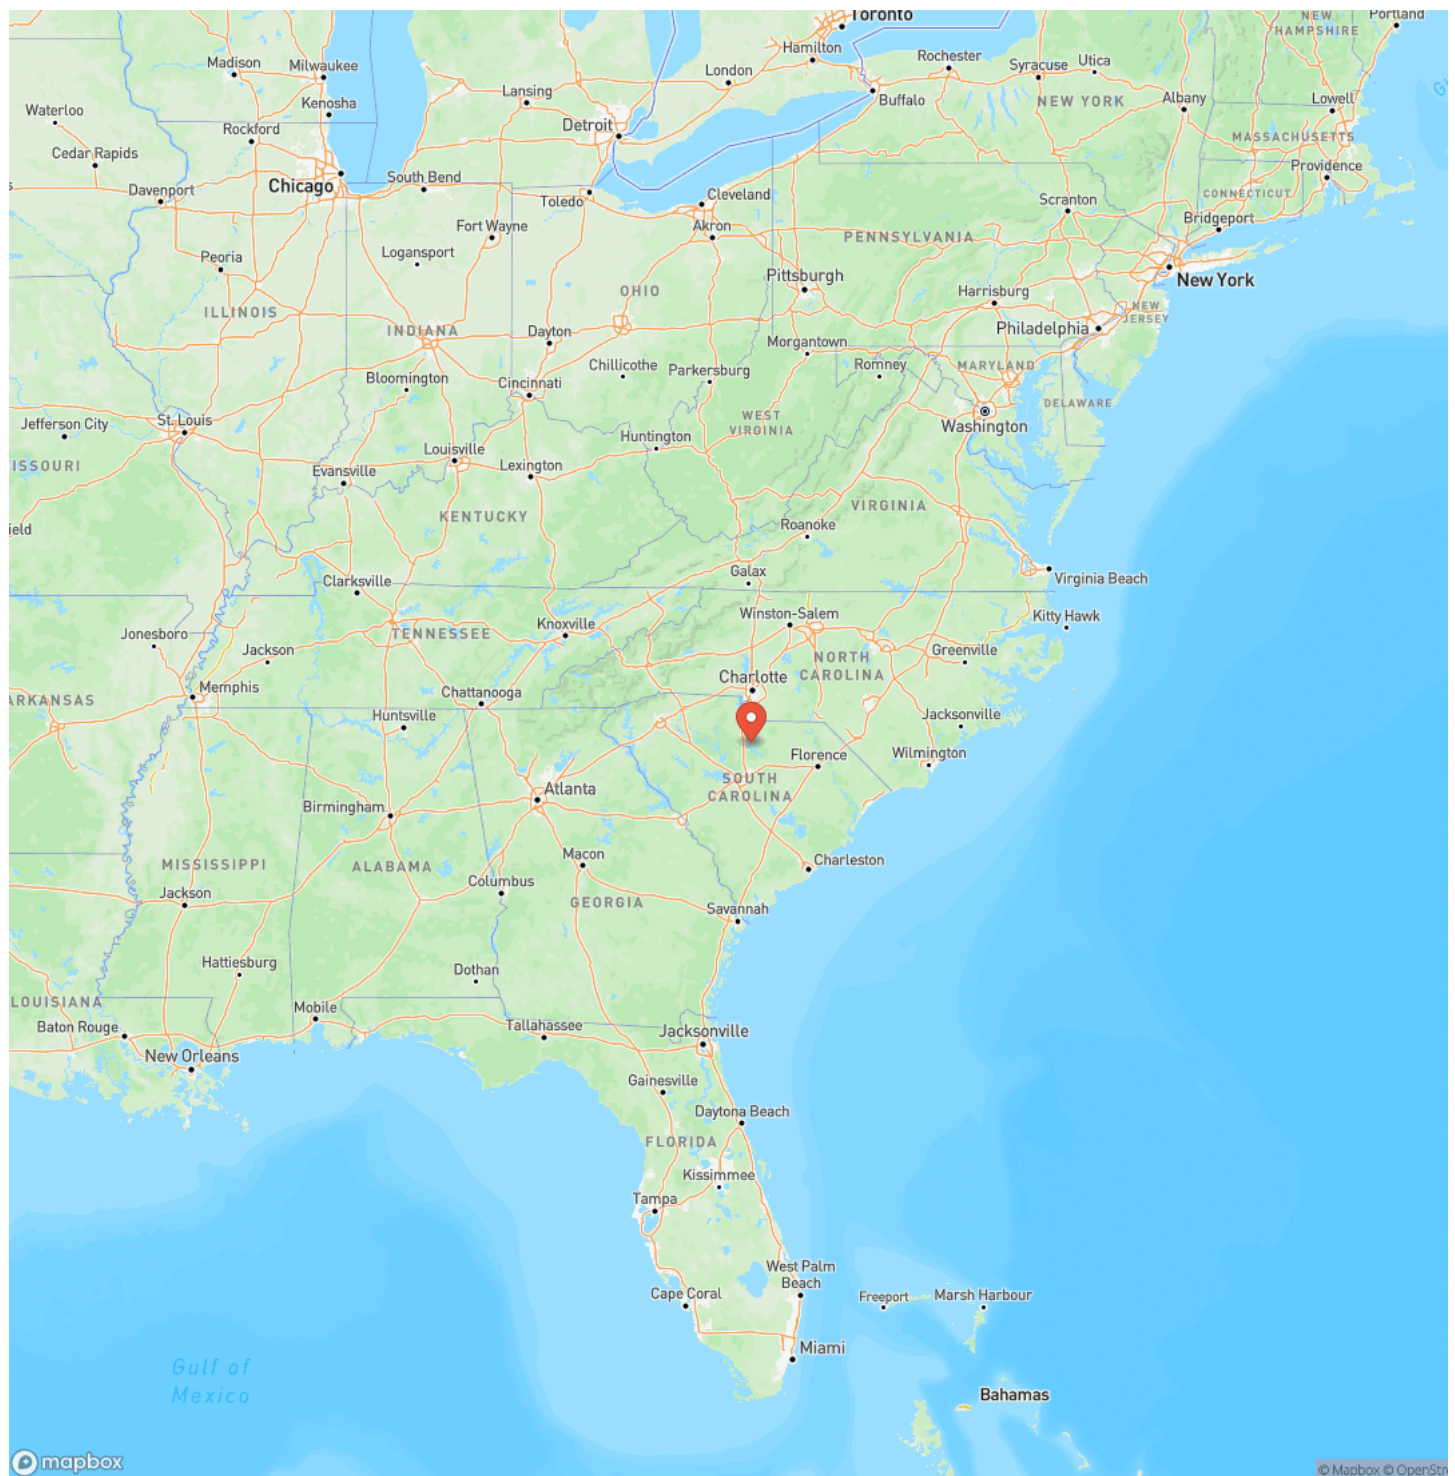 Toronto
Portland
NEW
HAMPSHIRE
Hamilton
Rochester
Madison
Milwaukee
Syracuse
Utica
London
Lansing
Buffalo
Albany
Lowell
Kenosha
NEW YORK
Waterloo
Rockford
Detroit
MASSACHUSETTS
Cedar Rapids
Providence
Chicago
South Bend
Davenport
Toledo
Cleveland
CONNECTICUT
Scranton
Bridgeport
Fort Wayne
Akron
PENNSYLVANIA
Logansport
Peoria
Pittsburgh
New York
OHIO
Harrisburg
ILLINOIS
NEW
JERSEY
INDIANA
Dayton
Philadelphia
Morgantown
Chillicothe
Parkersburg
Romney
MARYLAND
Bloomington
Cincinnati
DELAWARE
St. Louis
WEST
VIRGINIA
Jefferson City
Washington
Huntington
Louisville
ISSOURI
Evansville
Lexington
VIRGINIA
KENTUCKY
ield
Roanoke
Galax
Virginia Beach
Clarksville
Winston-Salem
Kitty Hawk
Knoxville
Jonesboro
TENNESSEE
Jackson
Greenville
NORTH
CAROLINA
Charlotte
Memphis
Chattanooga
ARKANSAS
Huntsville
Jacksonville
Florence
Wilmington
SOUTH
CAROLINA
Atlanta
Birmingham
MISSISSIPPI
ALABAMA
Macon
Charleston
Columbus
Jackson
GEORGIA
Savannah
Hattiesburg
Dothan
LOUISIANA
Mobile
Baton Rouge
Tallahassee
Jacksonville
New Orleans
Gainesville
Daytona Beach
FLORIDA
Kissimmee
Tampa
West Palm
Beach
Cape Coral
Freeport
Marsh Harbour
Miami
Gulf of
Mexico
Bahamas
mapbox
© Mapbox © OpenStr